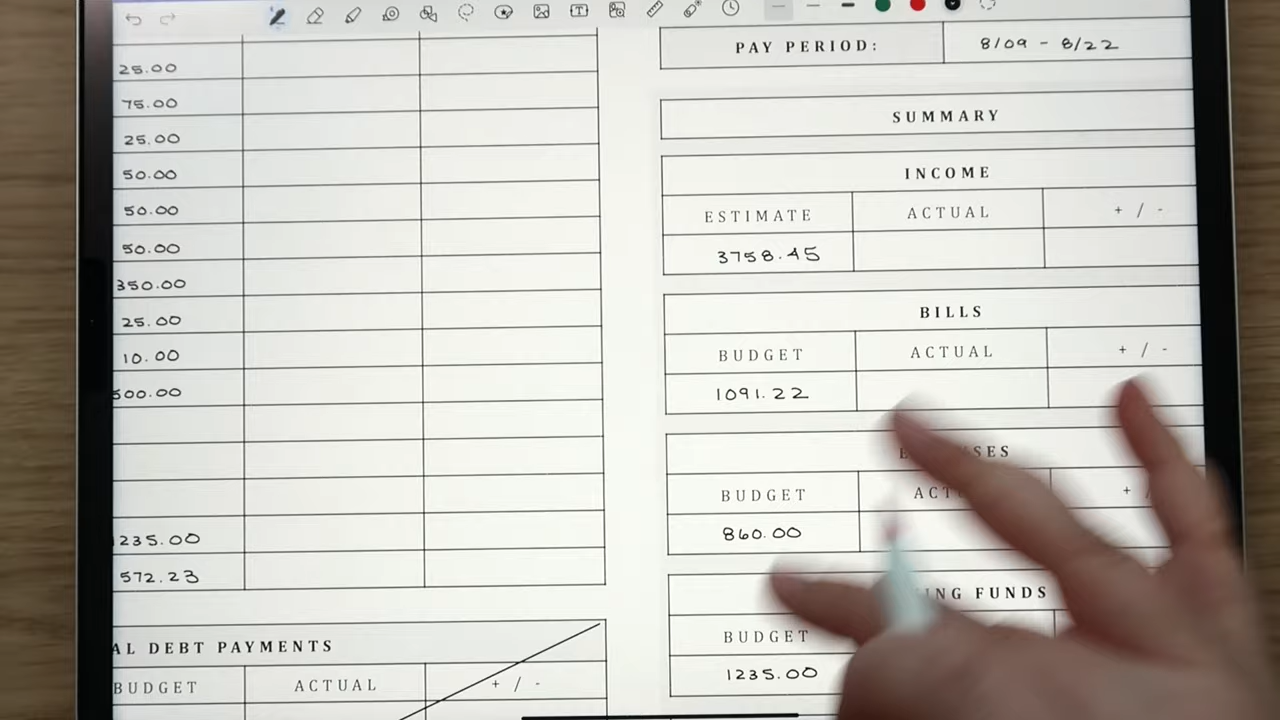 25.00
75.00
25.00
50.00
50.00
50.00
350.00
25.00
10.00
500.00
1235.00
572.23
AL DEBT PAYMENTS
BUDGET ACTUAL + / -
PAY PERIOD: 8/09 - 8/22
SUMMARY
INCOME
ESTIMATE ACTUAL + / -
3758.45
BILLS
BUDGET ACTUAL + / -
1091.22
BUDGET +
860.00
FUNDS
BUDGET
1235.00